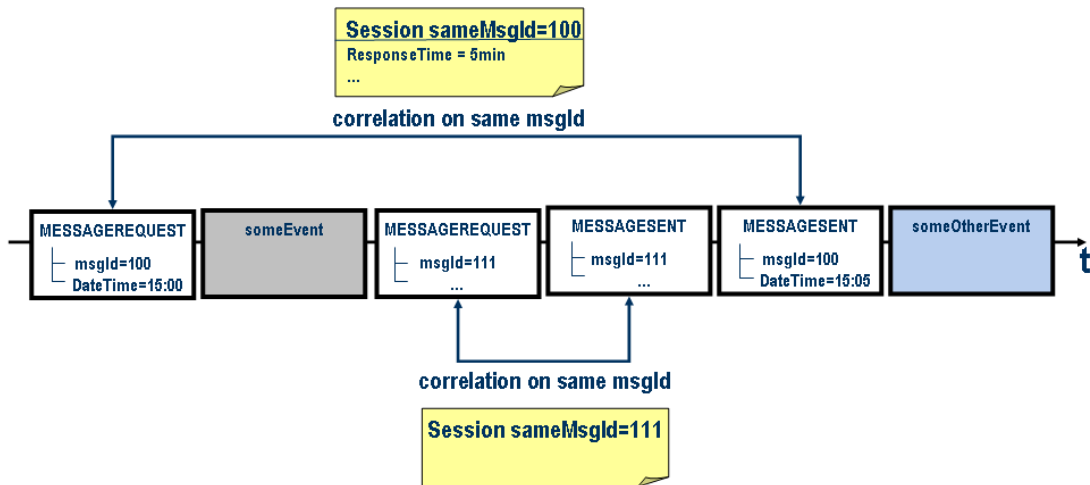 Session sameMsgId=100
ResponseTime = 5min
...
correlation on same msgId
MESSAGEREQUEST
msgId=100
DateTime=15:00
someEvent
MESSAGEREQUEST
msgId=111
...
MESSAGESENT
msgId=111
...
MESSAGESENT
msgId=100
DateTime=15:05
someOtherEvent
t
correlation on same msgId
Session sameMsgId=111